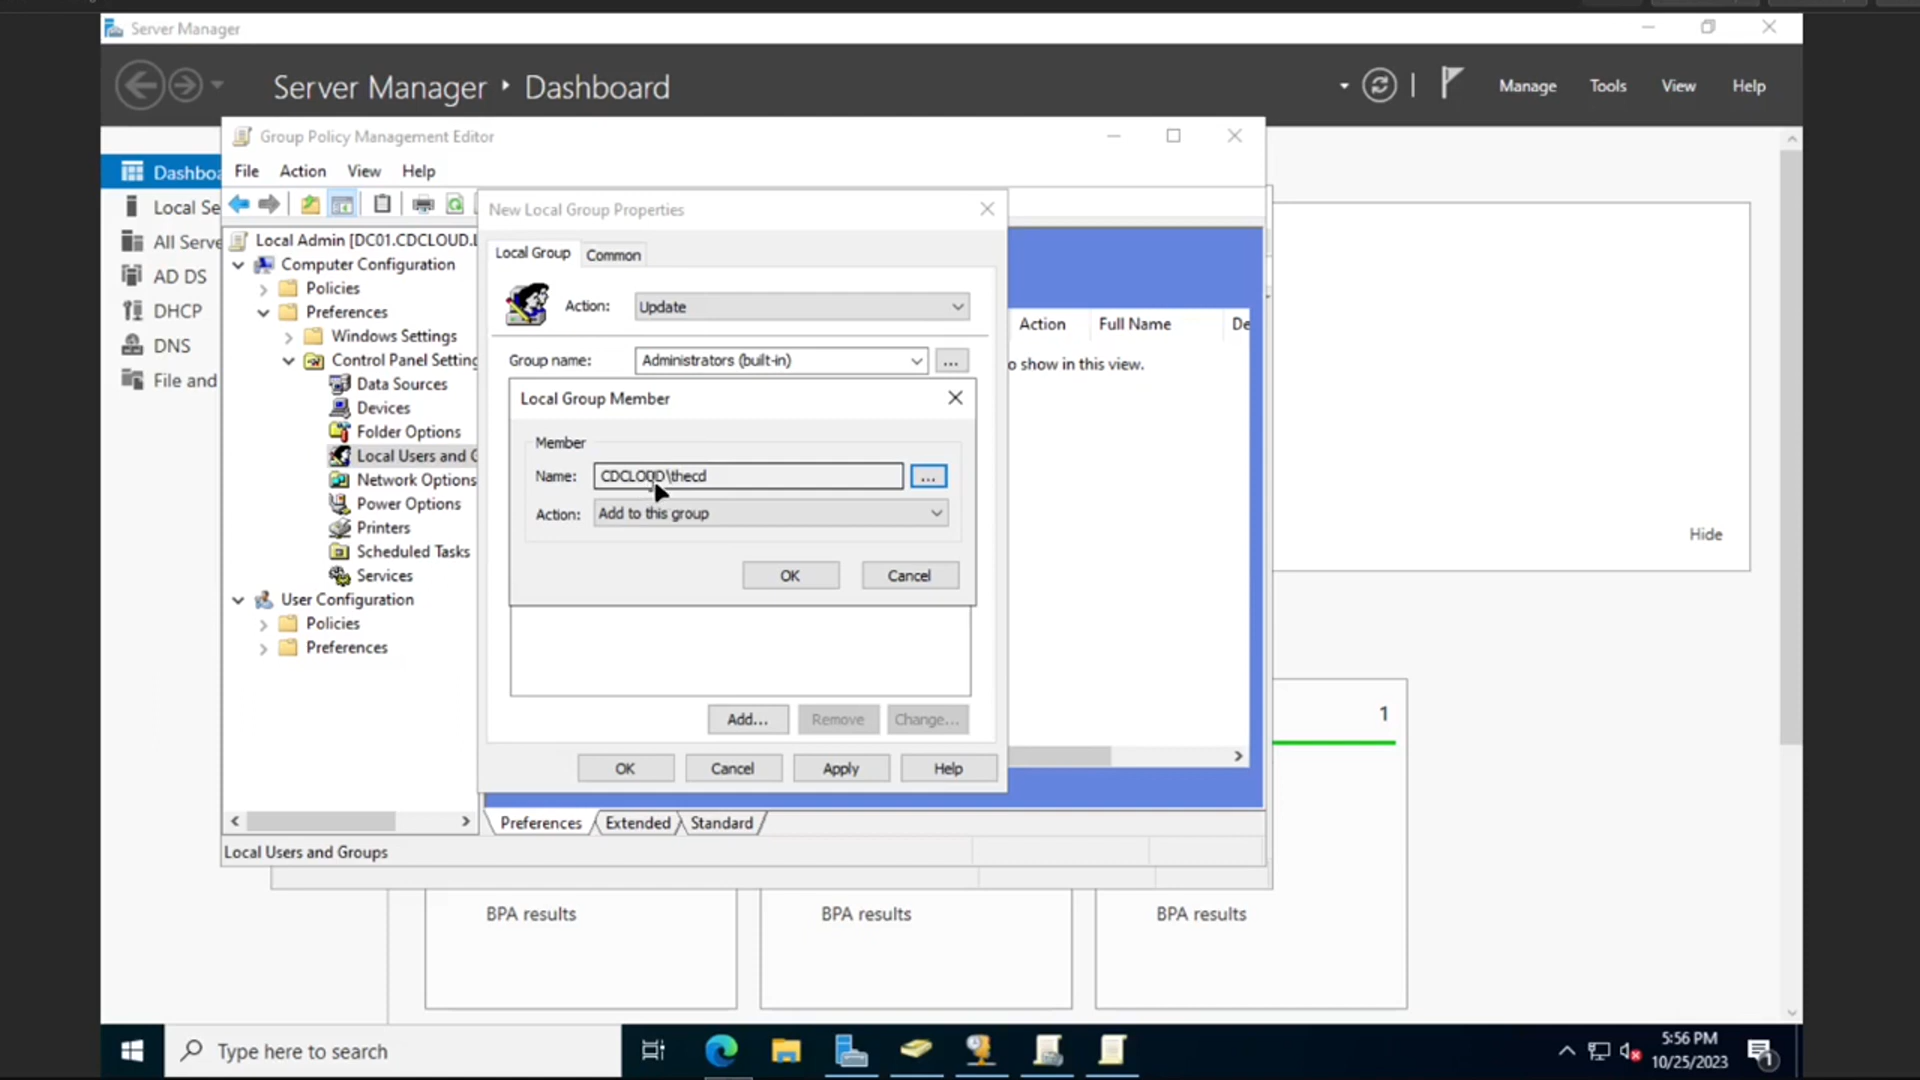 Server Manager
Server Manager ‣ Dashboard
Manage
Tools
View
Help
Group Policy Management Editor
File
Action
View
Help
Local Admin [DC01.CDCLOUD.
Computer Configuration
Policies
Preferences
Windows Settings
Control Panel Setting
Data Sources
Devices
Folder Options
Local Users and G
Network Options
Power Options
Printers
Scheduled Tasks
Services
User Configuration
Policies
Preferences
Dashboa
Local Se
All Serve
AD DS
DHCP
DNS
File and
New Local Group Properties
Local Group
Common
Action:
Update
Group name:
Administrators (built-in)
...
Local Group Member
Member
Name:
CDCLOUD\thecd
...
Action:
Add to this group
OK
Cancel
Add...
Remove
Change...
OK
Cancel
Apply
Help
Action
Full Name
De
o show in this view.
Hide
1
Preferences
Extended
Standard
Local Users and Groups
BPA results
BPA results
BPA results
Type here to search
5:56 PM
10/25/2023
1